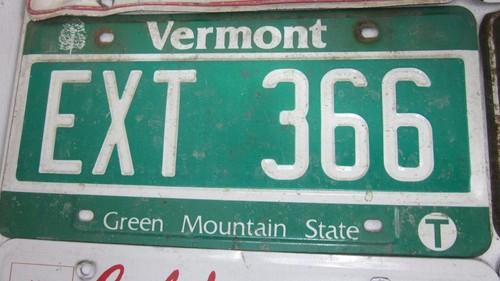 Vermont
EXT 366
Green Mountain State T